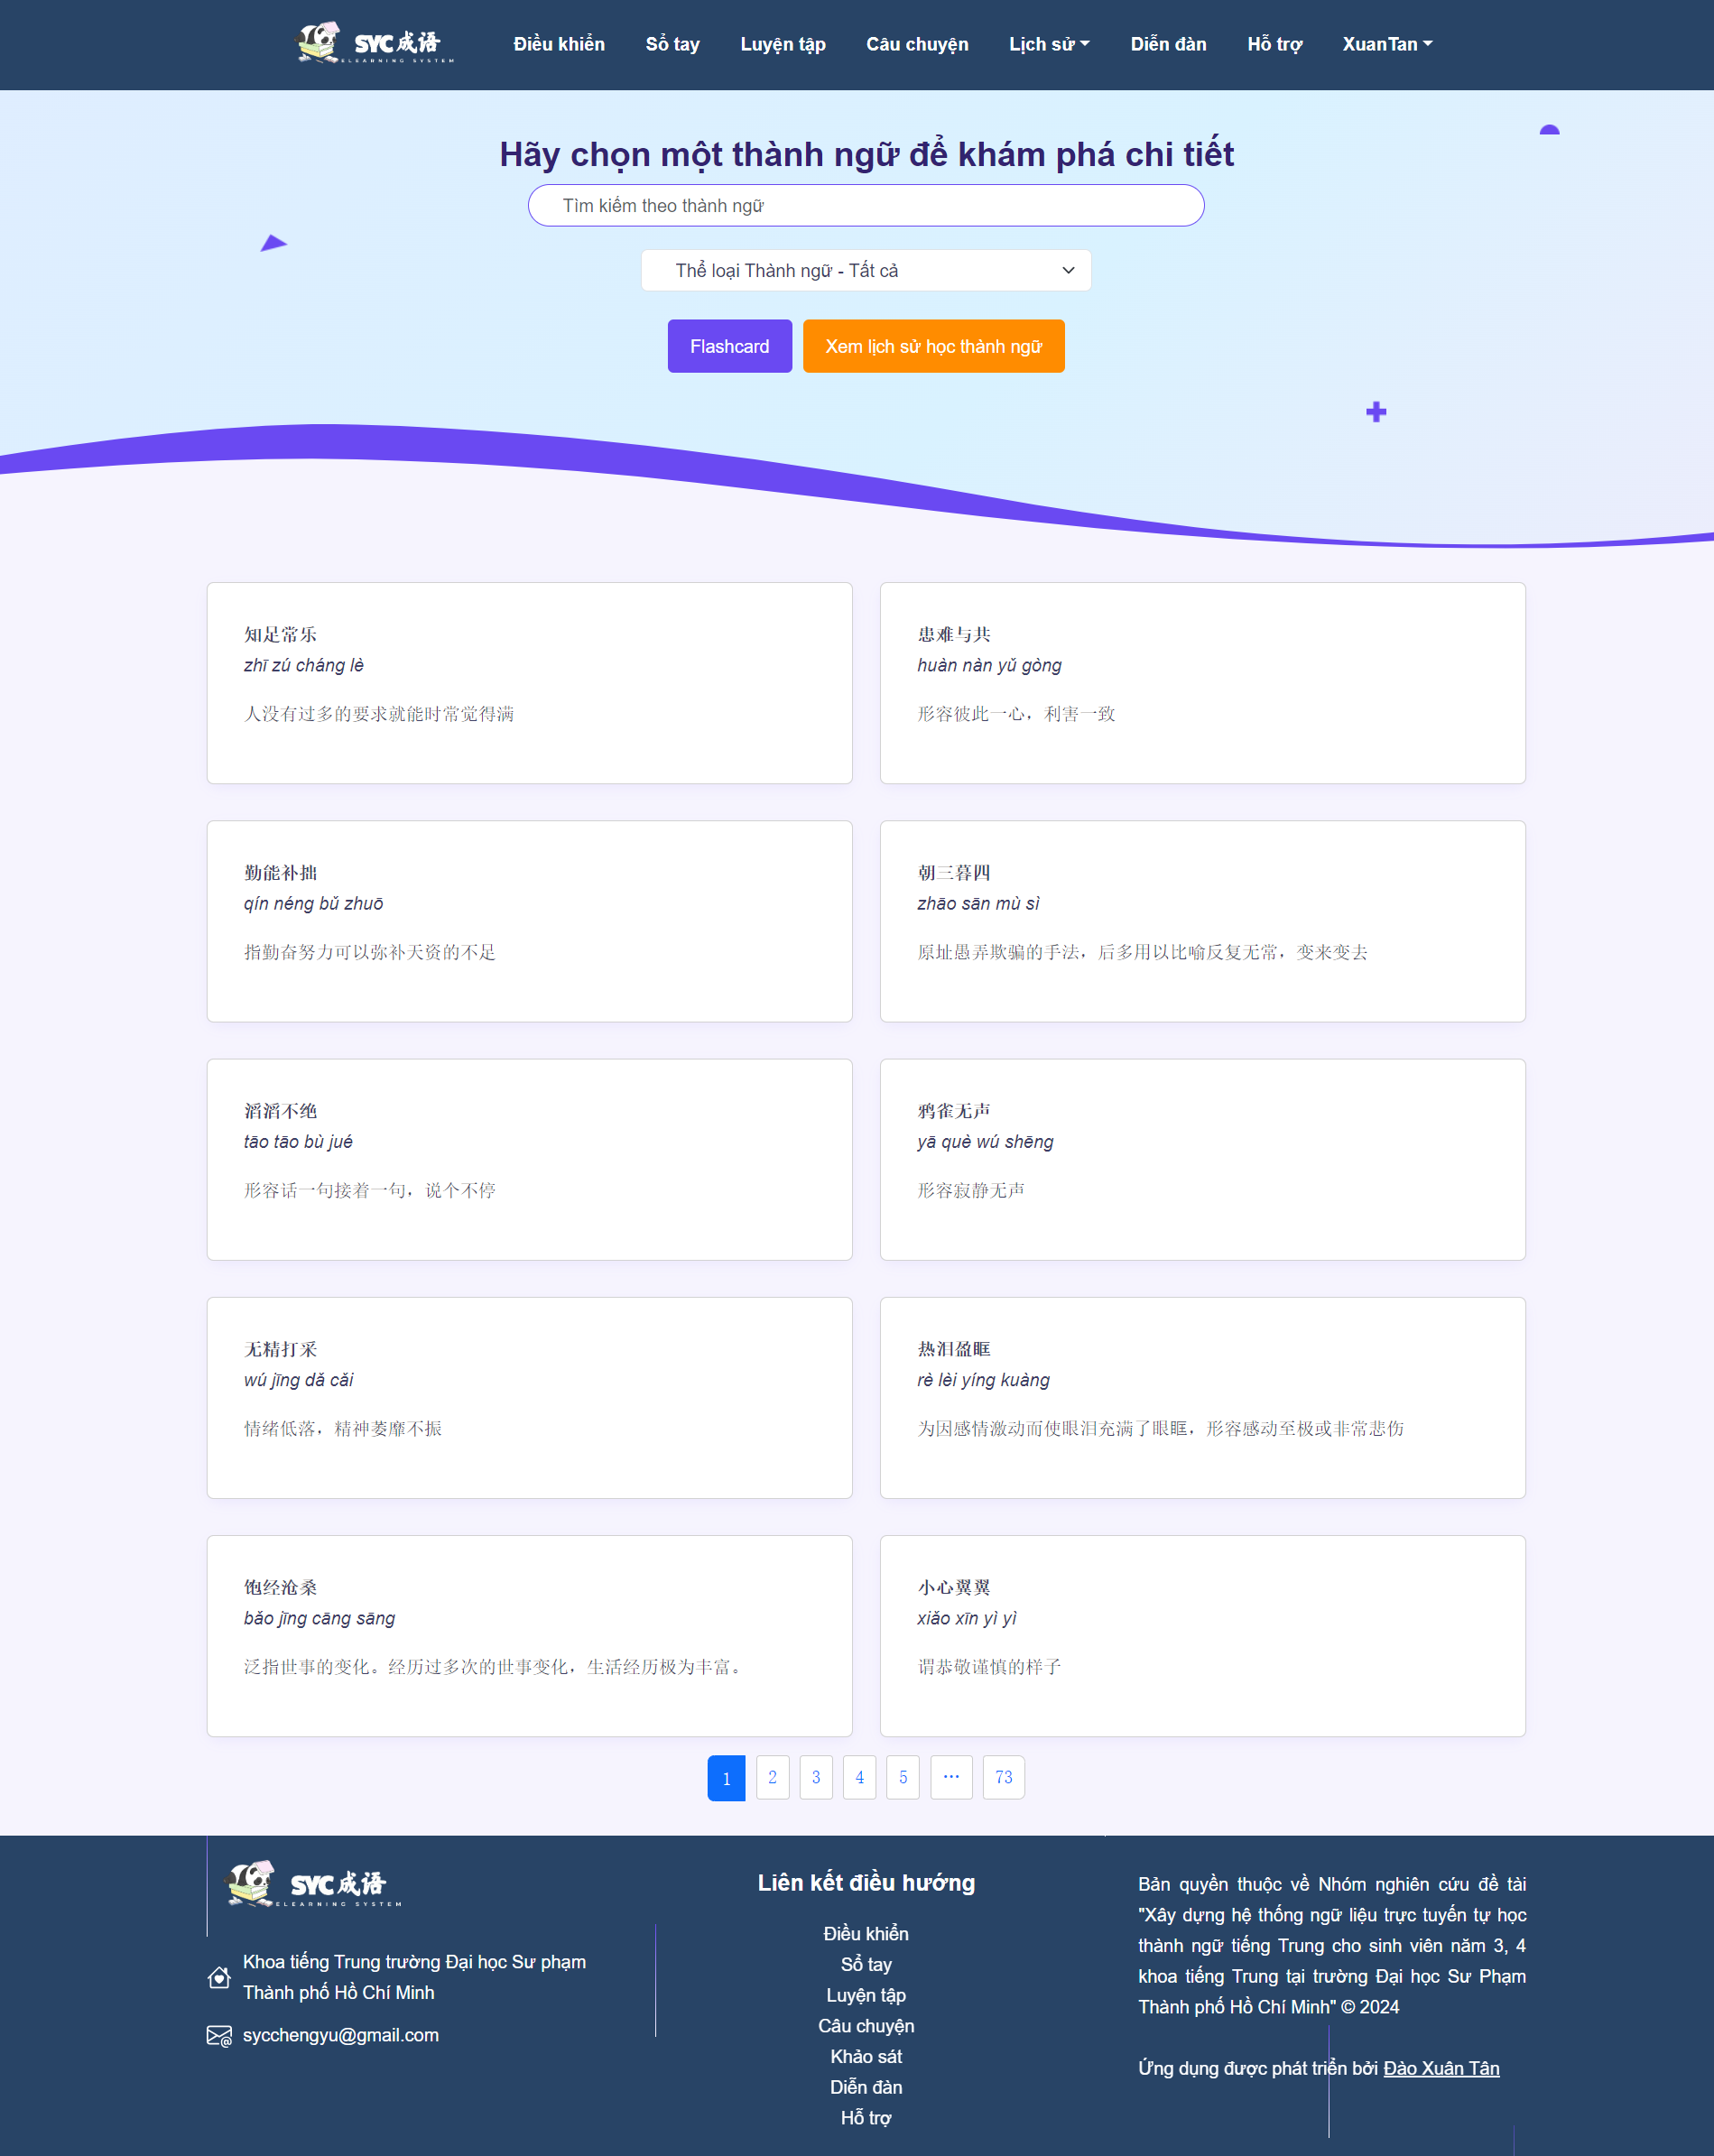 SYC成语
ELEARNING SYSTEM
Điều khiển Sổ tay Luyện tập Câu chuyện Lịch sử Diễn đàn Hỗ trợ XuanTan
Hãy chọn một thành ngữ để khám phá chi tiết
Tìm kiếm theo thành ngữ
Thể loại Thành ngữ - Tất cả
Flashcard Xem lịch sử học thành ngữ
知足常乐
zhī zú cháng lè
人没有过多的要求就能时常觉得满
患难与共
huàn nàn yǔ gòng
形容彼此一心，利害一致
勤能补拙
qín néng bǔ zhuō
指勤奋努力可以弥补天资的不足
朝三暮四
zhāo sān mù sì
原址愚弄欺骗的手法，后多用以比喻反复无常，变来变去
滔滔不绝
tāo tāo bù jué
形容话一句接着一句，说个不停
鸦雀无声
yā què wú shēng
形容寂静无声
无精打采
wú jīng dǎ cǎi
情绪低落，精神萎靡不振
热泪盈眶
rè lèi yíng kuàng
为因感情激动而使眼泪充满了眼眶，形容感动至极或非常悲伤
饱经沧桑
bǎo jīng cāng sāng
泛指世事的变化。经历过多次的世事变化，生活经历极为丰富。
小心翼翼
xiǎo xīn yì yì
谓恭敬谨慎的样子
1 2 3 4 5 ... 73
SYC成语
ELEARNING SYSTEM
Khoa tiếng Trung trường Đại học Sư phạm
Thành phố Hồ Chí Minh
sycchengyu@gmail.com
Liên kết điều hướng
Điều khiển
Sổ tay
Luyện tập
Câu chuyện
Khảo sát
Diễn đàn
Hỗ trợ
Bản quyền thuộc về Nhóm nghiên cứu đề tài
"Xây dựng hệ thống ngữ liệu trực tuyến tự học
thành ngữ tiếng Trung cho sinh viên năm 3, 4
khoa tiếng Trung tại trường Đại học Sư Phạm
Thành phố Hồ Chí Minh" © 2024
Ứng dụng được phát triển bởi Đào Xuân Tân